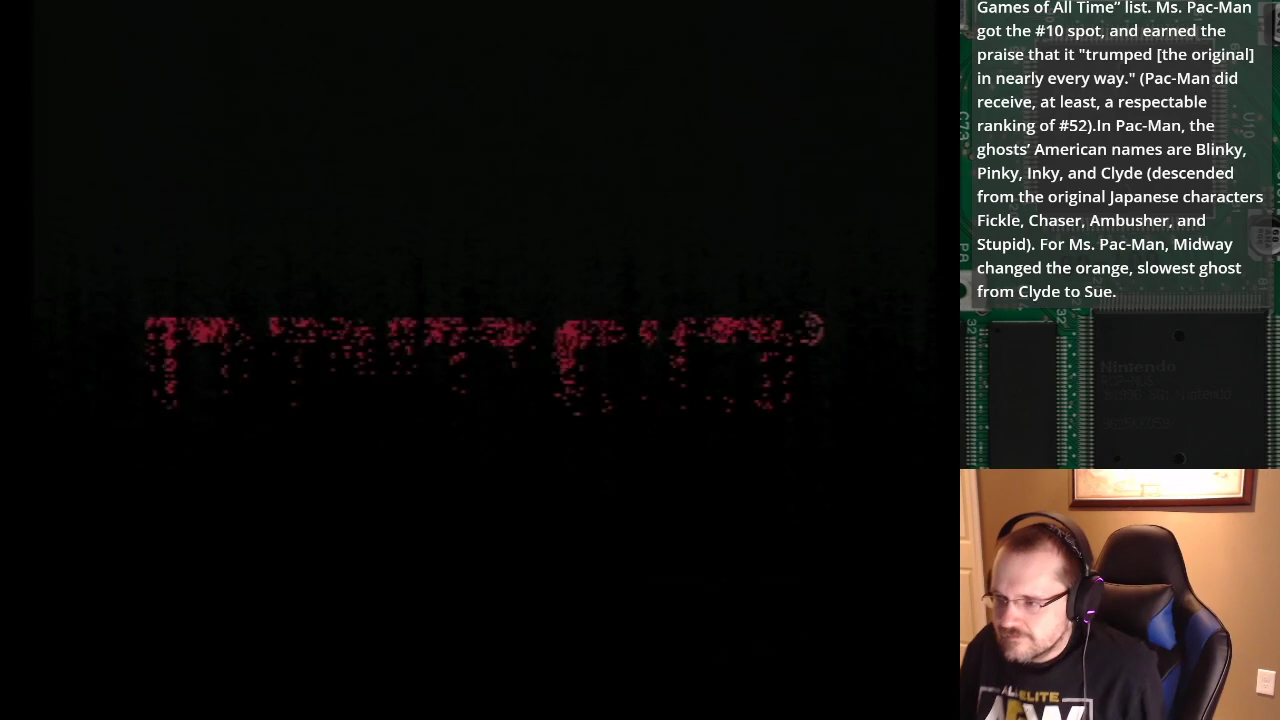 Games of All Time” list. Ms. Pac-Man
got the #10 spot, and earned the
praise that it "trumped [the original]
in nearly every way." (Pac-Man did
receive, at least, a respectable
ranking of #52).In Pac-Man, the
ghosts’ American names are Blinky,
Pinky, Inky, and Clyde (descended
from the original Japanese characters
Fickle, Chaser, Ambusher, and
Stupid). For Ms. Pac-Man, Midway
changed the orange, slowest ghost
from Clyde to Sue.
Nintendo
ALL ELITE
AEW